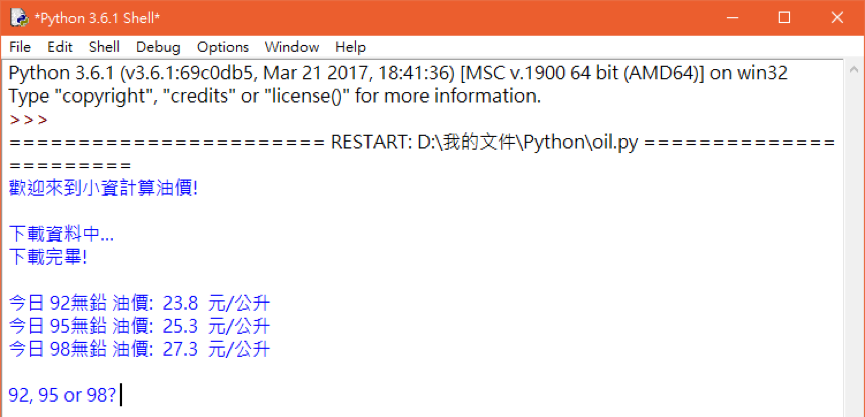 *Python 3.6.1 Shell*
File Edit Shell Debug Options Window Help
Python 3.6.1 (v3.6.1:69c0db5, Mar 21 2017, 18:41:36) [MSC v.1900 64 bit (AMD64)] on win32
Type "copyright", "credits" or "license()" for more information.
>>>
======================= RESTART: D:\我的文件\Python\oil.py ==============
=========
歡迎來到小資計算油價!
下載資料中...
下載完畢!
今日 92無鉛 油價: 23.8 元/公升
今日 95無鉛 油價: 25.3 元/公升
今日 98無鉛 油價: 27.3 元/公升
92, 95 or 98?